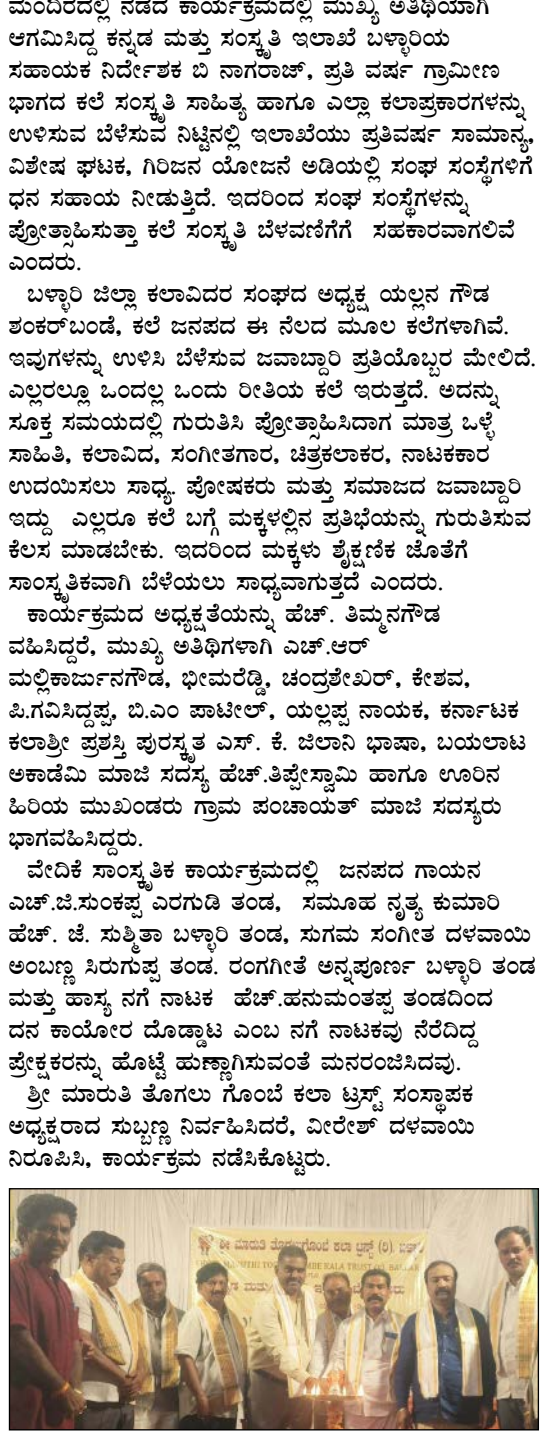 ಮಂದಿರದಲ್ಲಿ ನಡೆದ ಕಾರ್ಯಕ್ರಮದಲ್ಲಿ ಮುಖ್ಯ ಅತಿಥಿಯಾಗಿ
ಆಗಮಿಸಿದ್ದ ಕನ್ನಡ ಮತ್ತು ಸಂಸ್ಕೃತಿ ಇಲಾಖೆ ಬಳ್ಳಾರಿಯ
ಸಹಾಯಕ ನಿರ್ದೇಶಕ ಬಿ ನಾಗರಾಜ್, ಪ್ರತಿ ವರ್ಷ ಗ್ರಾಮೀಣ
ಭಾಗದ ಕಲೆ ಸಂಸ್ಕೃತಿ ಸಾಹಿತ್ಯ ಹಾಗೂ ಎಲ್ಲಾ ಕಲಾಪ್ರಕಾರಗಳನ್ನು
ಉಳಿಸುವ ಬೆಳೆಸುವ ನಿಟ್ಟಿನಲ್ಲಿ ಇಲಾಖೆಯು ಪ್ರತಿವರ್ಷ ಸಾಮಾನ್ಯ,
ವಿಶೇಷ ಘಟಕ, ಗಿರಿಜನ ಯೋಜನೆ ಅಡಿಯಲ್ಲಿ ಸಂಘ ಸಂಸ್ಥೆಗಳಿಗೆ
ಧನ ಸಹಾಯ ನೀಡುತ್ತಿದೆ. ಇದರಿಂದ ಸಂಘ ಸಂಸ್ಥೆಗಳನ್ನು
ಪ್ರೋತ್ಸಾಹಿಸುತ್ತಾ ಕಲೆ ಸಂಸ್ಕೃತಿ ಬೆಳವಣಿಗೆಗೆ ಸಹಕಾರವಾಗಲಿವೆ
ಎಂದರು.
ಬಳ್ಳಾರಿ ಜಿಲ್ಲಾ ಕಲಾವಿದರ ಸಂಘದ ಅಧ್ಯಕ್ಷ ಯಲ್ಲನ ಗೌಡ
ಶಂಕರ್‌ಬಂಡೆ, ಕಲೆ ಜನಪದ ಈ ನೆಲದ ಮೂಲ ಕಲೆಗಳಾಗಿವೆ.
ಇವುಗಳನ್ನು ಉಳಿಸಿ ಬೆಳೆಸುವ ಜವಾಬ್ದಾರಿ ಪ್ರತಿಯೊಬ್ಬರ ಮೇಲಿದೆ.
ಎಲ್ಲರಲ್ಲೂ ಒಂದಲ್ಲ ಒಂದು ರೀತಿಯ ಕಲೆ ಇರುತ್ತದೆ. ಅದನ್ನು
ಸೂಕ್ತ ಸಮಯದಲ್ಲಿ ಗುರುತಿಸಿ ಪ್ರೋತ್ಸಾಹಿಸಿದಾಗ ಮಾತ್ರ ಒಳ್ಳೆ
ಸಾಹಿತಿ, ಕಲಾವಿದ, ಸಂಗೀತಗಾರ, ಚಿತ್ರಕಲಾಕರ, ನಾಟಕಕಾರ
ಉದಯಿಸಲು ಸಾಧ್ಯ. ಪೋಷಕರು ಮತ್ತು ಸಮಾಜದ ಜವಾಬ್ದಾರಿ
ಇದ್ದು ಎಲ್ಲರೂ ಕಲೆ ಬಗ್ಗೆ ಮಕ್ಕಳಲ್ಲಿನ ಪ್ರತಿಭೆಯನ್ನು ಗುರುತಿಸುವ
ಕೆಲಸ ಮಾಡಬೇಕು. ಇದರಿಂದ ಮಕ್ಕಳು ಶೈಕ್ಷಣಿಕ ಜೊತೆಗೆ
ಸಾಂಸ್ಕೃತಿಕವಾಗಿ ಬೆಳೆಯಲು ಸಾಧ್ಯವಾಗುತ್ತದೆ ಎಂದರು.
ಕಾರ್ಯಕ್ರಮದ ಅಧ್ಯಕ್ಷತೆಯನ್ನು ಹೆಚ್. ತಿಮ್ಮನಗೌಡ
ವಹಿಸಿದ್ದರೆ, ಮುಖ್ಯ ಅತಿಥಿಗಳಾಗಿ ಎಚ್.ಆರ್
ಮಲ್ಲಿಕಾರ್ಜುನಗೌಡ, ಭೀಮರೆಡ್ಡಿ, ಚಂದ್ರಶೇಖರ್, ಕೇಶವ,
ಪಿ.ಗವಿಸಿದ್ದಪ್ಪ, ಬಿ.ಎಂ ಪಾಟೀಲ್, ಯಲ್ಲಪ್ಪ ನಾಯಕ, ಕರ್ನಾಟಕ
ಕಲಾಶ್ರೀ ಪ್ರಶಸ್ತಿ ಪುರಸ್ಕೃತ ಎಸ್. ಕೆ. ಜಿಲಾನಿ ಭಾಷಾ, ಬಯಲಾಟ
ಅಕಾಡೆಮಿ ಮಾಜಿ ಸದಸ್ಯ ಹೆಚ್.ತಿಪ್ಪೇಸ್ವಾಮಿ ಹಾಗೂ ಊರಿನ
ಹಿರಿಯ ಮುಖಂಡರು ಗ್ರಾಮ ಪಂಚಾಯತ್ ಮಾಜಿ ಸದಸ್ಯರು
ಭಾಗವಹಿಸಿದ್ದರು.
ವೇದಿಕೆ ಸಾಂಸ್ಕೃತಿಕ ಕಾರ್ಯಕ್ರಮದಲ್ಲಿ ಜನಪದ ಗಾಯನ
ಎಚ್.ಜಿ.ಸುಂಕಪ್ಪ ಎರಗುಡಿ ತಂಡ, ಸಮೂಹ ನೃತ್ಯ ಕುಮಾರಿ
ಹೆಚ್. ಜೆ. ಸುಶ್ಮಿತಾ ಬಳ್ಳಾರಿ ತಂಡ, ಸುಗಮ ಸಂಗೀತ ದಳವಾಯಿ
ಅಂಬಣ್ಣ ಸಿರುಗುಪ್ಪ ತಂಡ. ರಂಗಗೀತೆ ಅನ್ನಪೂರ್ಣ ಬಳ್ಳಾರಿ ತಂಡ
ಮತ್ತು ಹಾಸ್ಯ ನಗೆ ನಾಟಕ ಹೆಚ್.ಹನುಮಂತಪ್ಪ ತಂಡದಿಂದ
ದನ ಕಾಯೋರ ದೊಡ್ಡಾಟ ಎಂಬ ನಗೆ ನಾಟಕವು ನೆರೆದಿದ್ದ
ಪ್ರೇಕ್ಷಕರನ್ನು ಹೊಟ್ಟೆ ಹುಣ್ಣಾಗಿಸುವಂತೆ ಮನರಂಜಿಸಿದವು.
ಶ್ರೀ ಮಾರುತಿ ತೊಗಲು ಗೊಂಬೆ ಕಲಾ ಟ್ರಸ್ಟ್ ಸಂಸ್ಥಾಪಕ
ಅಧ್ಯಕ್ಷರಾದ ಸುಬ್ಬಣ್ಣ ನಿರ್ವಹಿಸಿದರೆ, ವೀರೇಶ್ ದಳವಾಯಿ
ನಿರೂಪಿಸಿ, ಕಾರ್ಯಕ್ರಮ ನಡೆಸಿಕೊಟ್ಟರು.
ಶ್ರೀ ಮಾರುತಿ ತೊಗಲುಗೊಂಬೆ ಕಲಾ ಟ್ರಸ್ಟ್ (ರಿ)
KALA TRUST